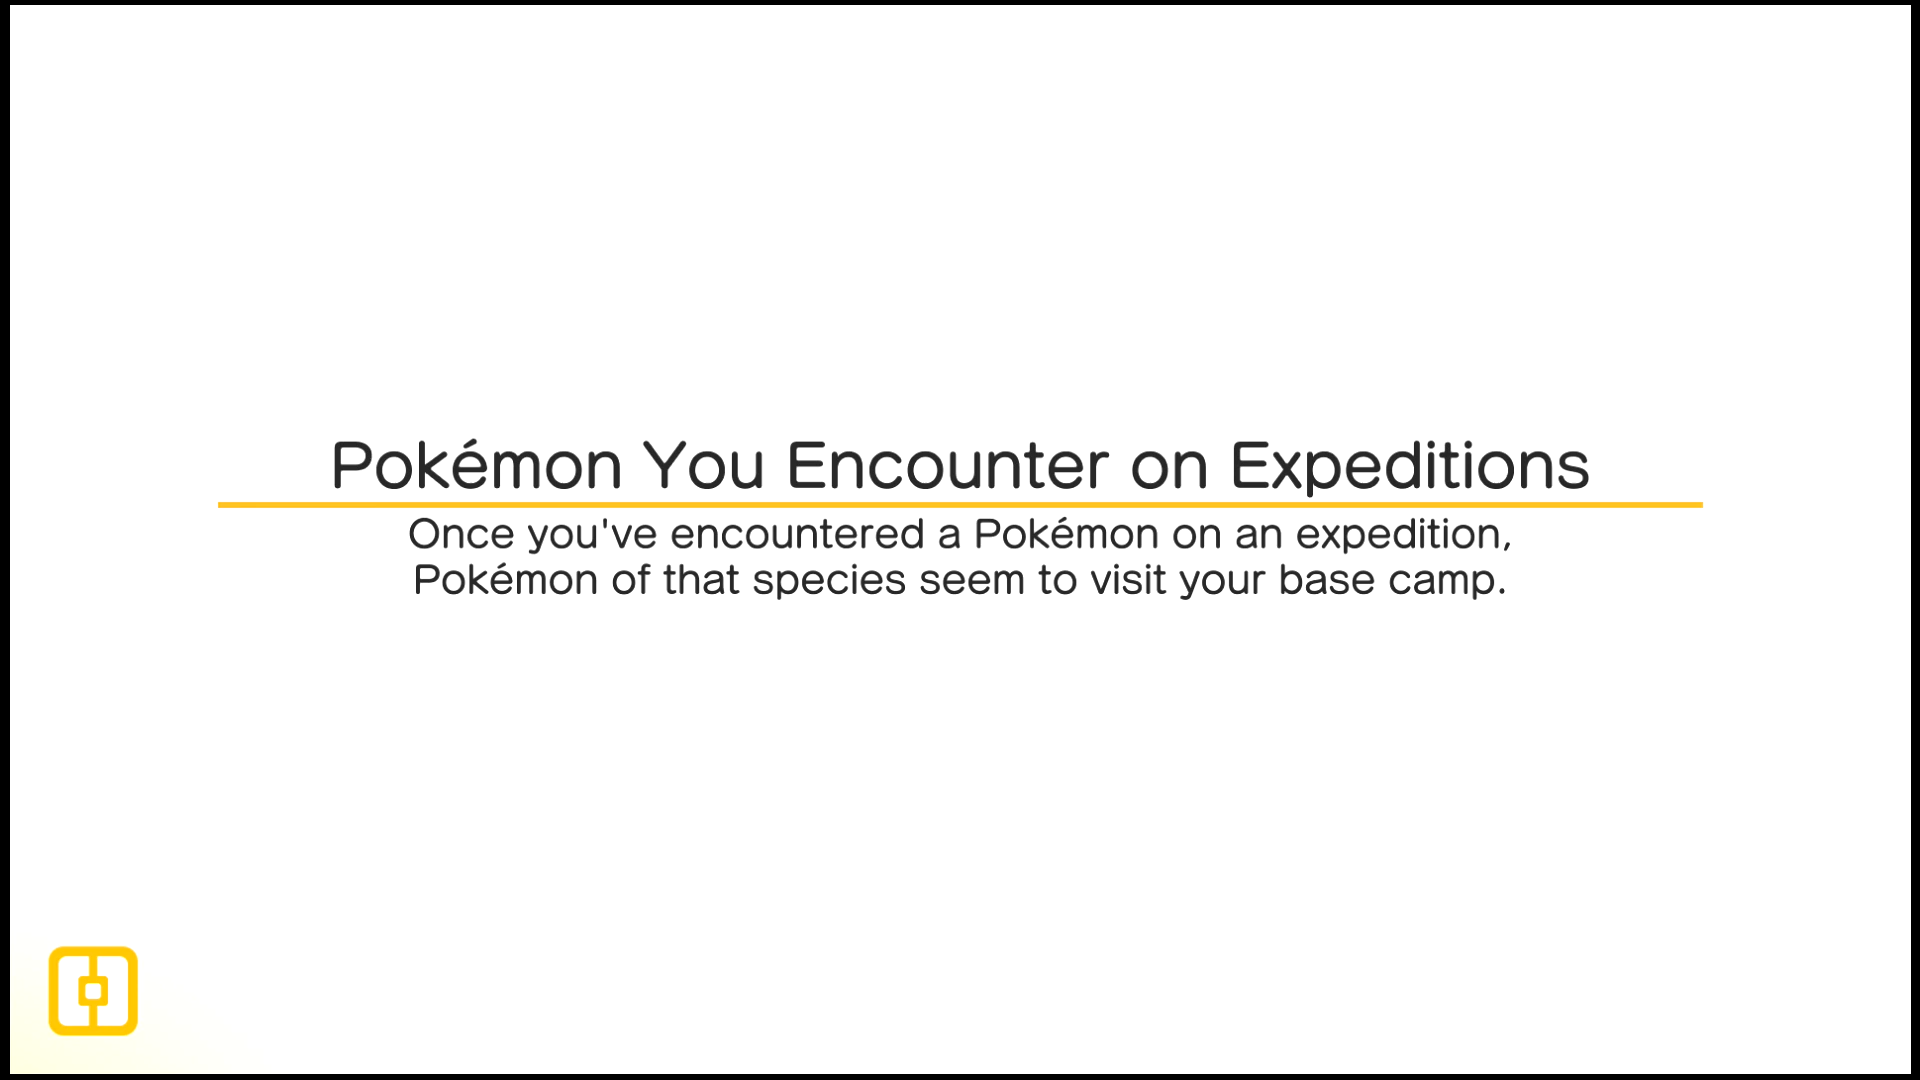 Pokémon You Encounter on Expeditions
Once you've encountered a Pokémon on an expedition,
Pokémon of that species seem to visit your base camp.